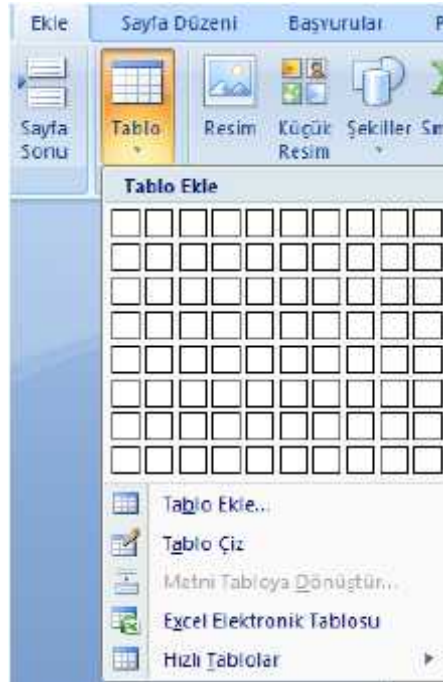 Ekle Sayfa Düzeni Başvurular
Sayfa Sonu
Tablo
Resim
Küçük Resim
Şekiller
Tablo Ekle
Tablo Ekle...
Tablo Çiz
Metni Tabloya Dönüştür...
Excel Elektronik Tablosu
Hızlı Tablolar